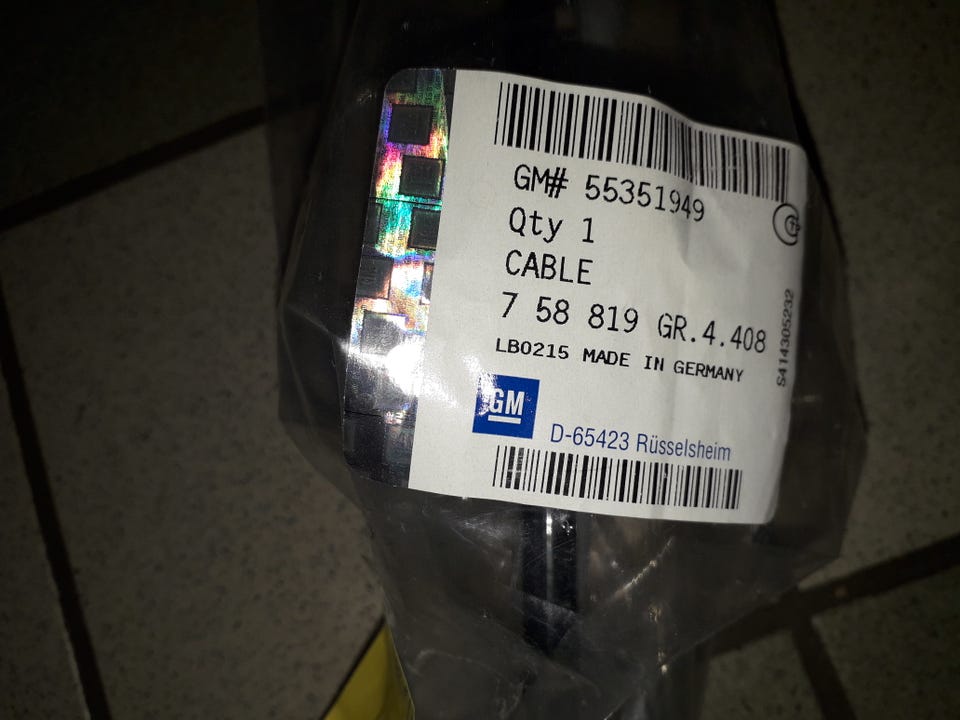 GM# 55351949
Qty 1
CABLE
7 58 819 GR.4.408
LB0215 MADE IN GERMANY
S414305232
GM
D-65423 Rüsselsheim